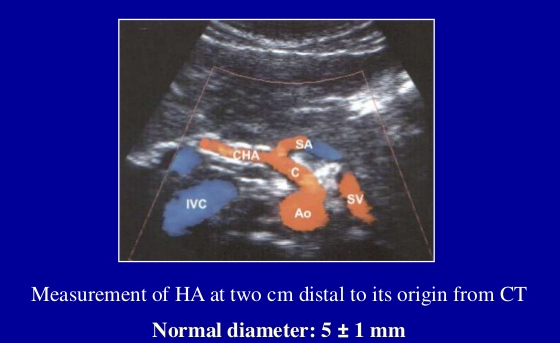 SA
CHA
C
IVC
SV
Ao
Measurement of HA at two cm distal to its origin from CT
Normal diameter: 5 ± 1 mm